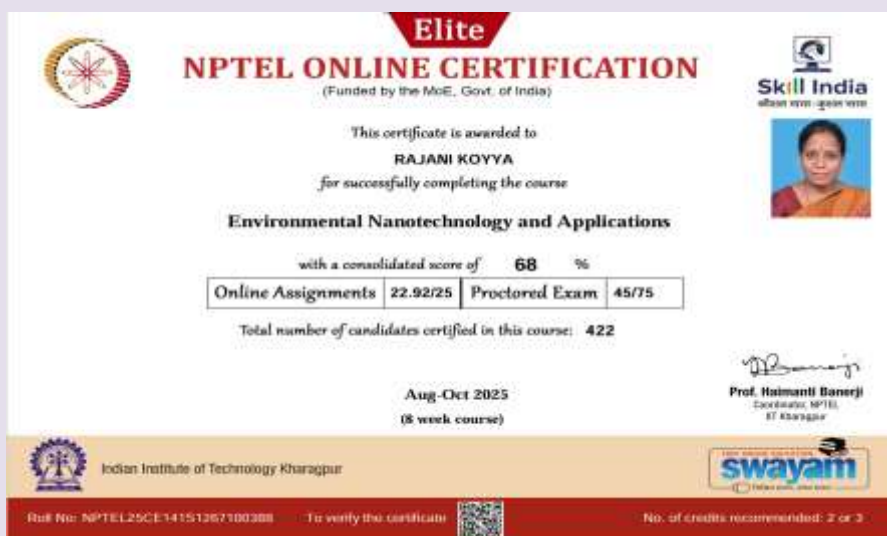 Elite
NPTEL ONLINE CERTIFICATION
(Funded by the MoE, Govt. of India)
Skill India
कौशल भारत - कुशल भारत
This certificate is awarded to
RAJANI KOYYA
for successfully completing the course
Environmental Nanotechnology and Applications
with a consolidated score of 68 %
Online Assignments 22.92/25 Proctored Exam 45/75
Total number of candidates certified in this course: 422
Aug-Oct 2025
(8 week course)
Prof. Haimanti Banerji
Coordinator, NPTEL
IIT Kharagpur
Indian Institute of Technology Kharagpur
swayam
Roll No: To verify the certificate No. of credits recommended: 2 or 3